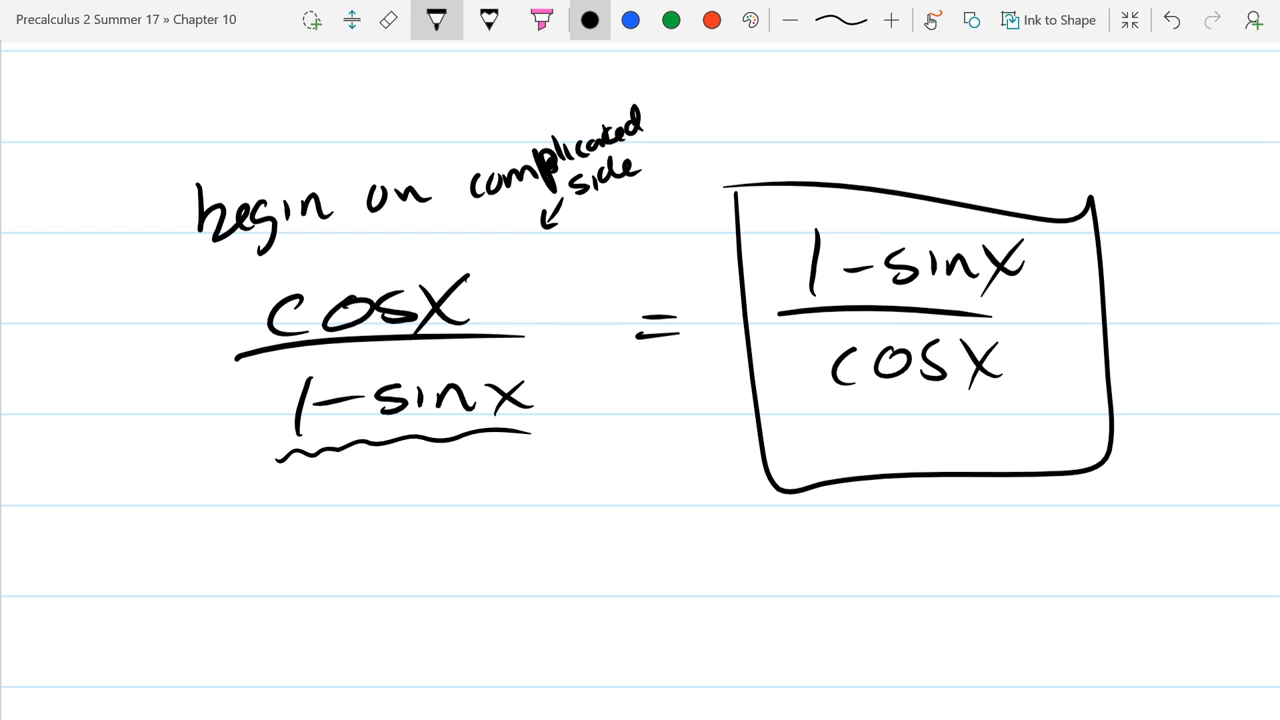 Precalculus 2 Summer 17 » Chapter 10
Ink to Shape
begin on complicated
side
cosx
1-sinx
=
1-sinx
cosx